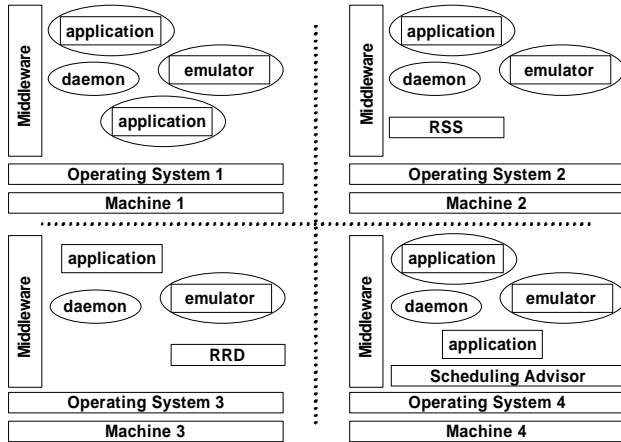 Middleware
application
daemon
emulator
application
Operating System 1
Machine 1
Middleware
application
daemon
emulator
RSS
Operating System 2
Machine 2
Middleware
application
daemon
emulator
RRD
Operating System 3
Machine 3
Middleware
application
daemon
emulator
application
Scheduling Advisor
Operating System 4
Machine 4